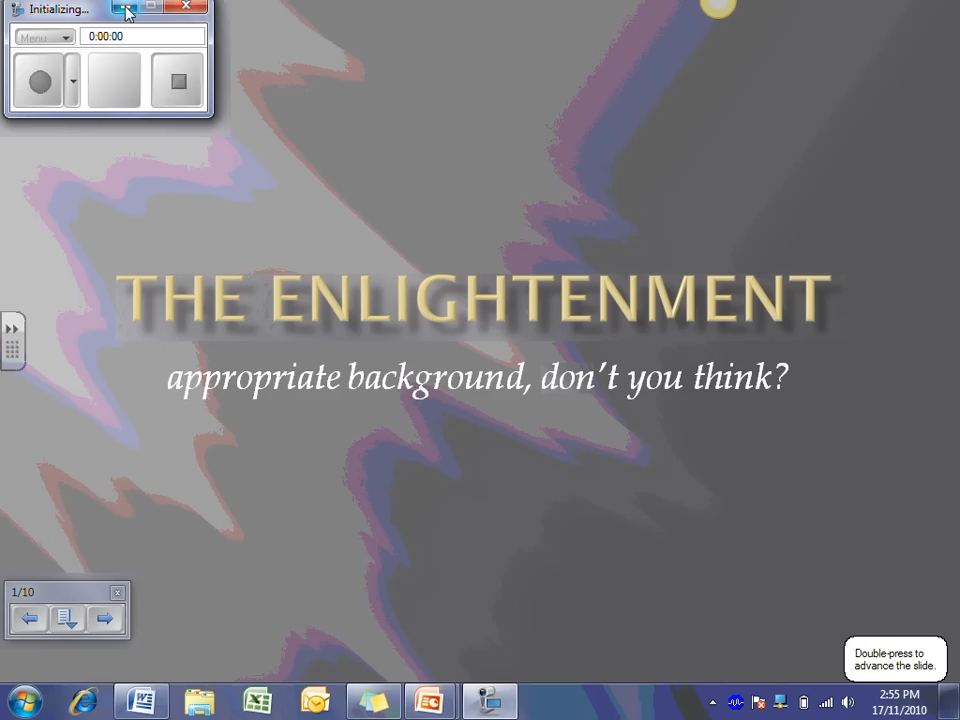 Initializing...
Menu
0:00:00
THE ENLIGHTENMENT
appropriate background, don't you think?
1/10
Double-press to
advance the slide.
2:55 PM
17/11/2010